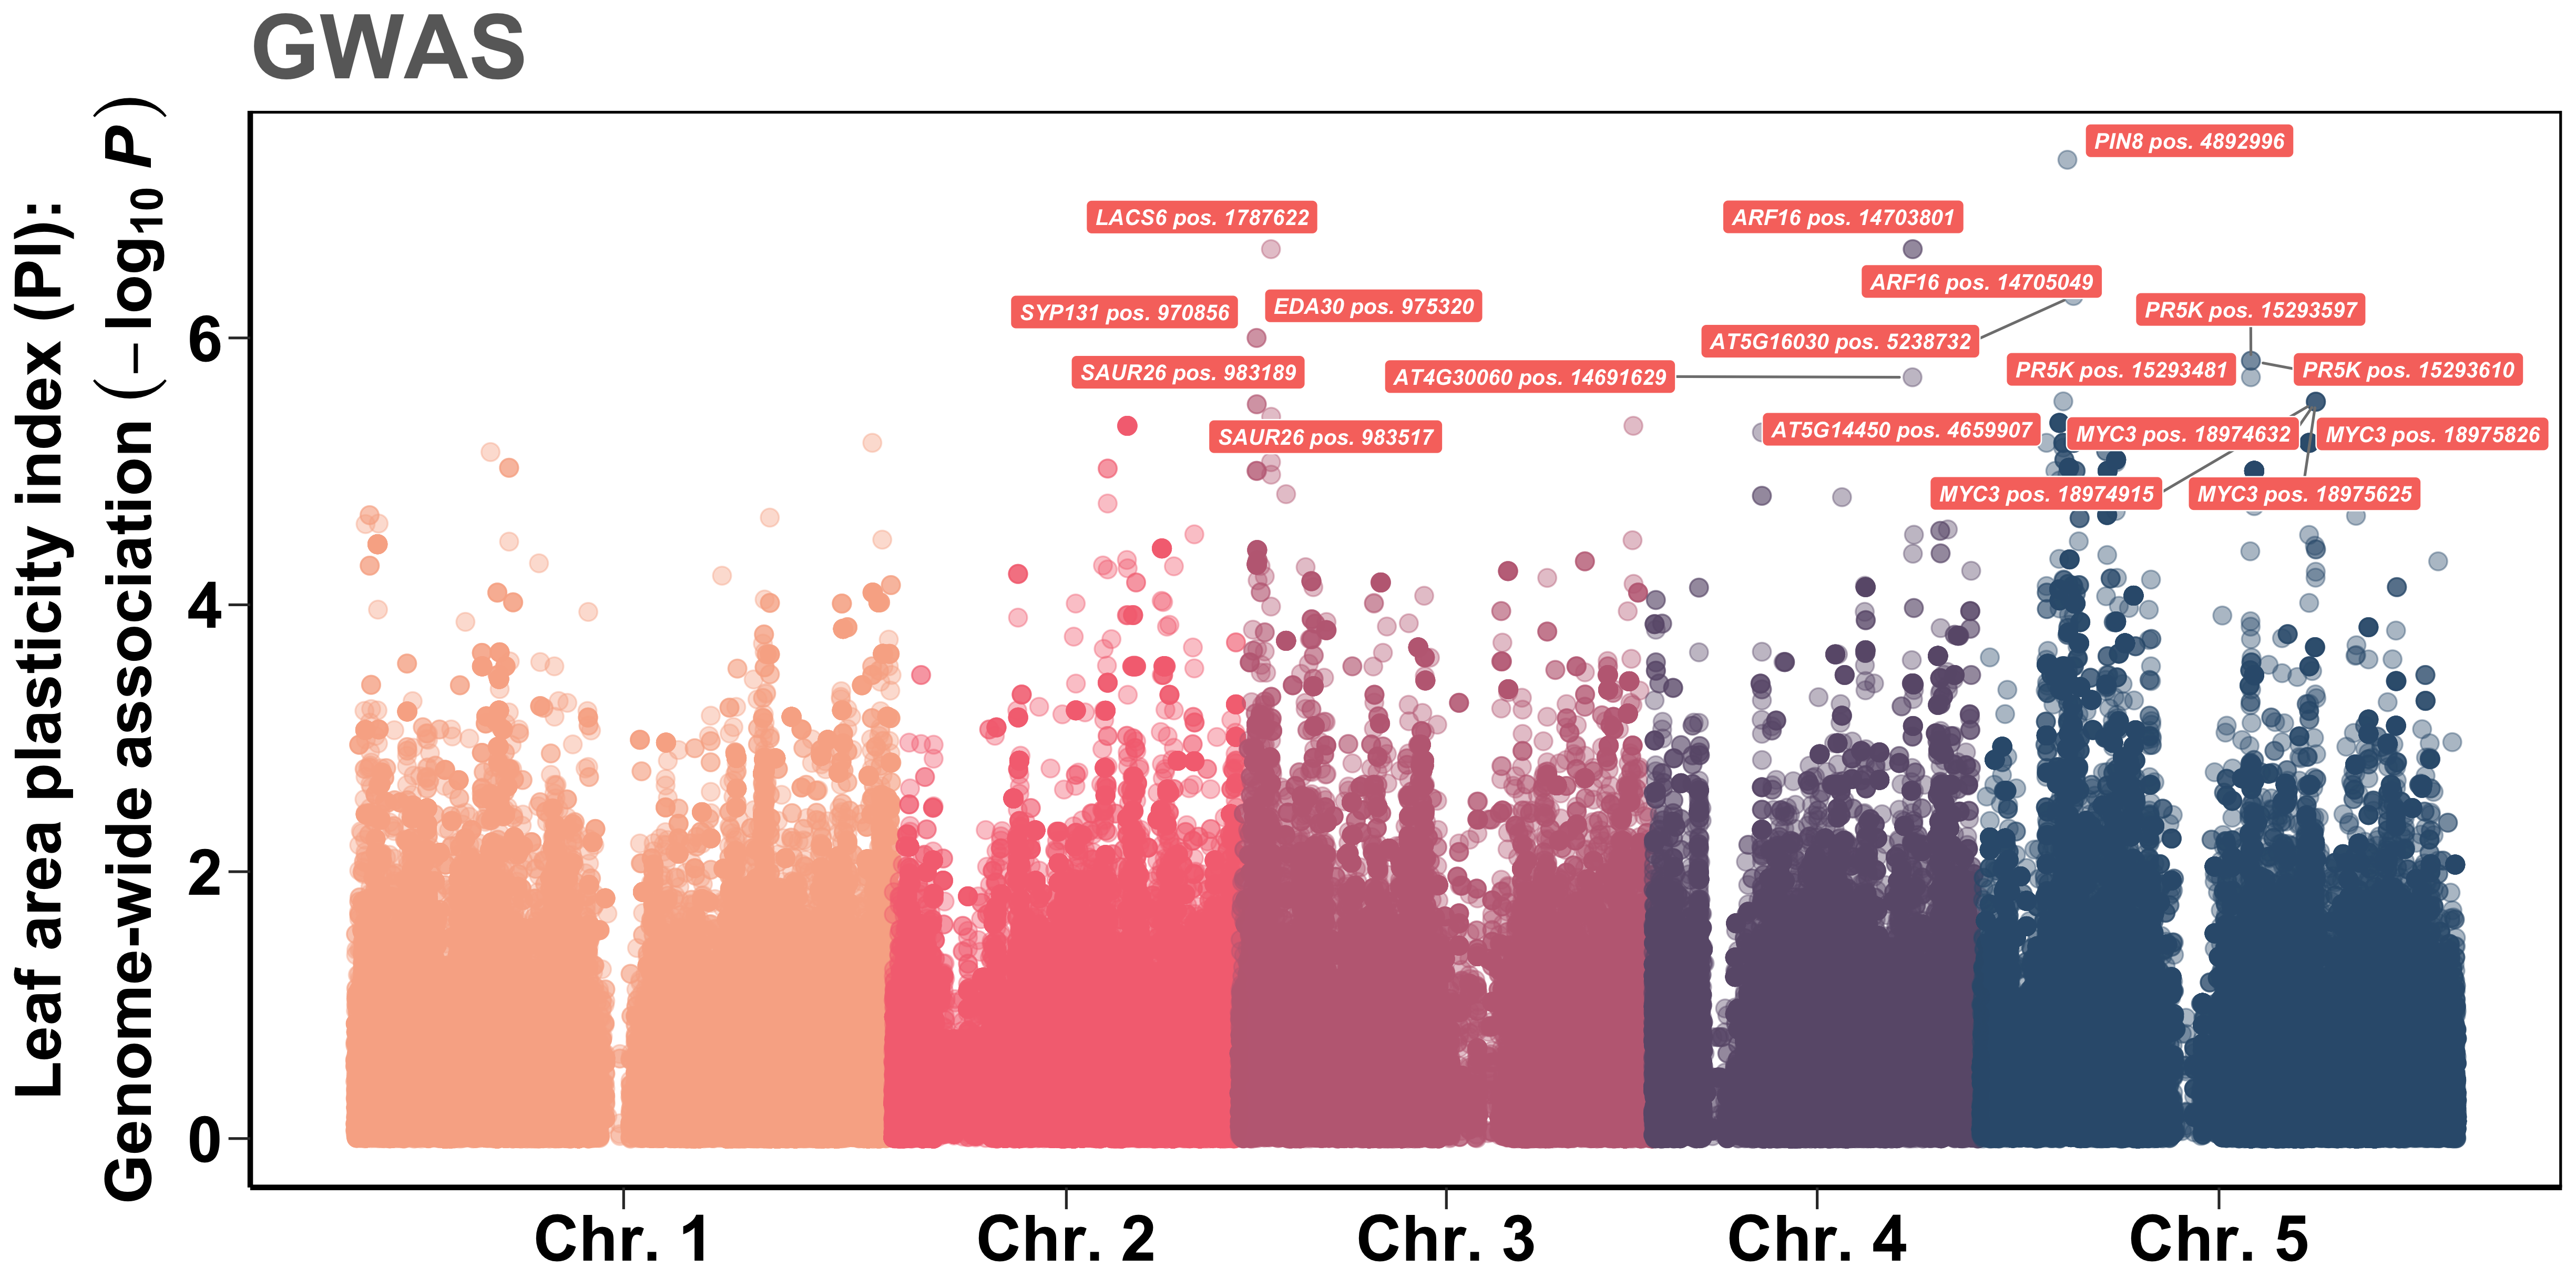 GWAS
Leaf area plasticity index (PI):
Genome-wide association (− log10 P)
PIN8 pos. 4892996
LACS6 pos. 1787622
ARF16 pos. 14703801
ARF16 pos. 14705049
SYP131 pos. 970856
EDA30 pos. 975320
PR5K pos. 15293597
AT5G16030 pos. 5238732
SAUR26 pos. 983189
AT4G30060 pos. 14691629
PR5K pos. 15293481
PR5K pos. 15293610
SAUR26 pos. 983517
AT5G14450 pos. 4659907
MYC3 pos. 18974632
MYC3 pos. 18975826
MYC3 pos. 18974915
MYC3 pos. 18975625
6
4
2
0
Chr. 1
Chr. 2
Chr. 3
Chr. 4
Chr. 5